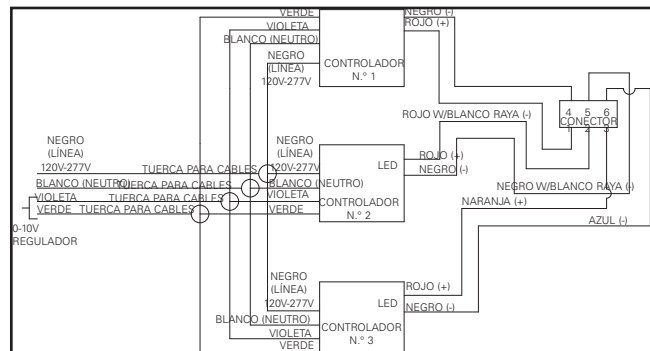 VERDE
VIOLETA
BLANCO (NEUTRO)
NEGRO
(LÍNEA)
120V-277V
CONTROLADOR
N.° 1
NEGRO (-)
ROJO (+)
4 5 6
CONECTOR
1 2 3
ROJO W/BLANCO RAYA (-)
NEGRO
(LÍNEA)
120V-277V
TUERCA PARA CABLES
NEGRO
(LÍNEA)
120V-277V
LED
ROJO (+)
NEGRO (-)
BLANCO (NEUTRO)
TUERCA PARA CABLES
BLANCO (NEUTRO)
NEGRO W/BLANCO RAYA (-)
VIOLETA
TUERCA PARA CABLES
VIOLETA
CONTROLADOR
N.° 2
NARANJA (+)
VERDE
TUERCA PARA CABLES
VERDE
0-10V
REGULADOR
AZUL (-)
NEGRO
(LÍNEA)
120V-277V
LED
ROJO (+)
NEGRO (-)
BLANCO (NEUTRO)
VIOLETA
VERDE
CONTROLADOR
N.° 3